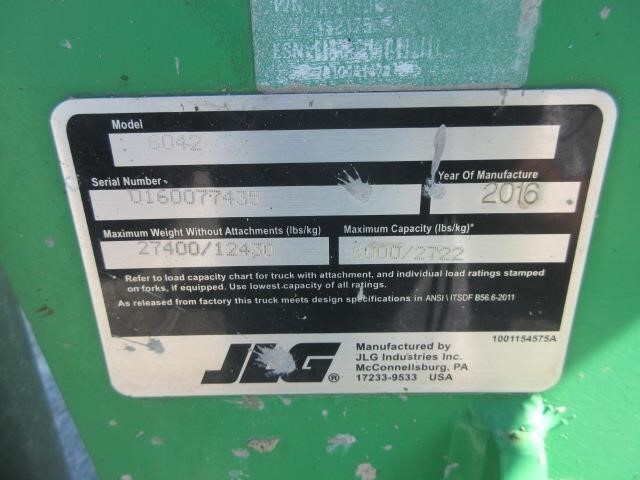 Model
6042
Serial Number
0160077435
Year Of Manufacture
2016
Maximum Weight Without Attachments (lbs/kg)
27400/12430
Maximum Capacity (lbs/kg)*
6000/2722
Refer to load capacity chart for truck with attachment, and individual load ratings stamped
on forks, if equipped. Use lowest capacity of all ratings.
As released from factory this truck meets design specifications in ANSI \ ITSDF B56.6-2011
JLG ®
Manufactured by
JLG Industries Inc.
McConnellsburg, PA
17233-9533 USA
1001154575A